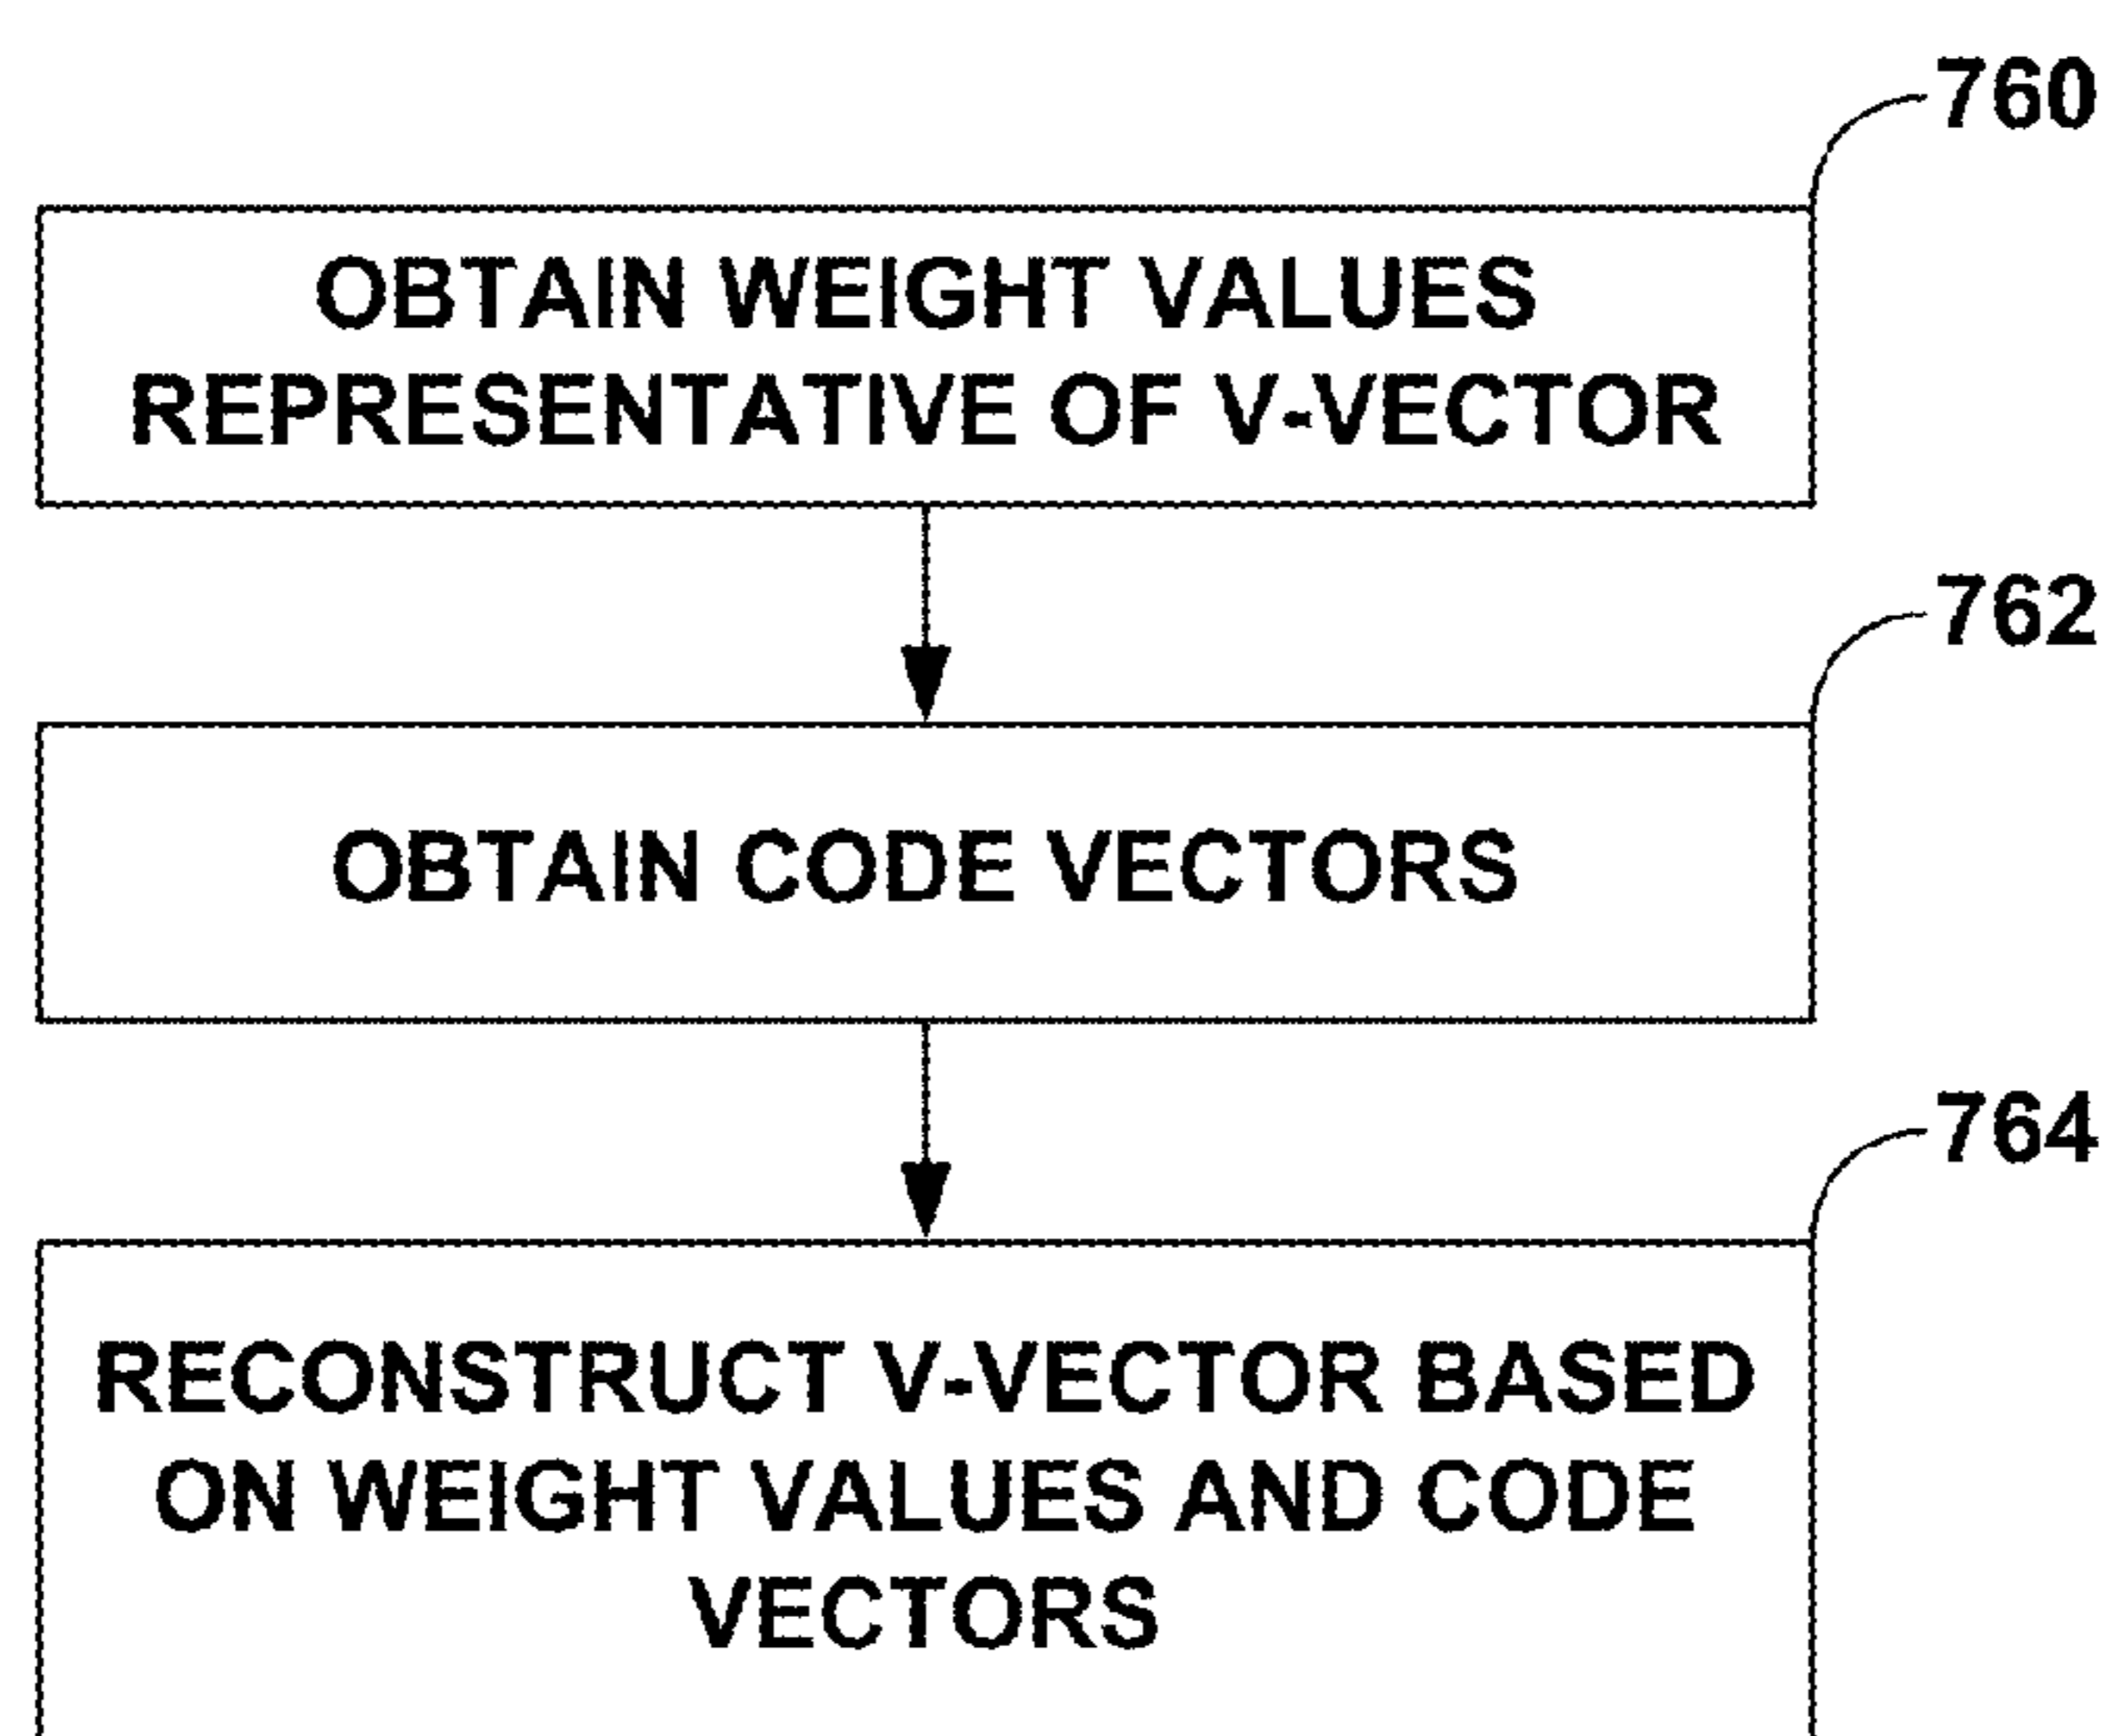 760
OBTAIN WEIGHT VALUES
REPRESENTATIVE OF V-VECTOR
762
OBTAIN CODE VECTORS
764
RECONSTRUCT V-VECTOR BASED
ON WEIGHT VALUES AND CODE
VECTORS